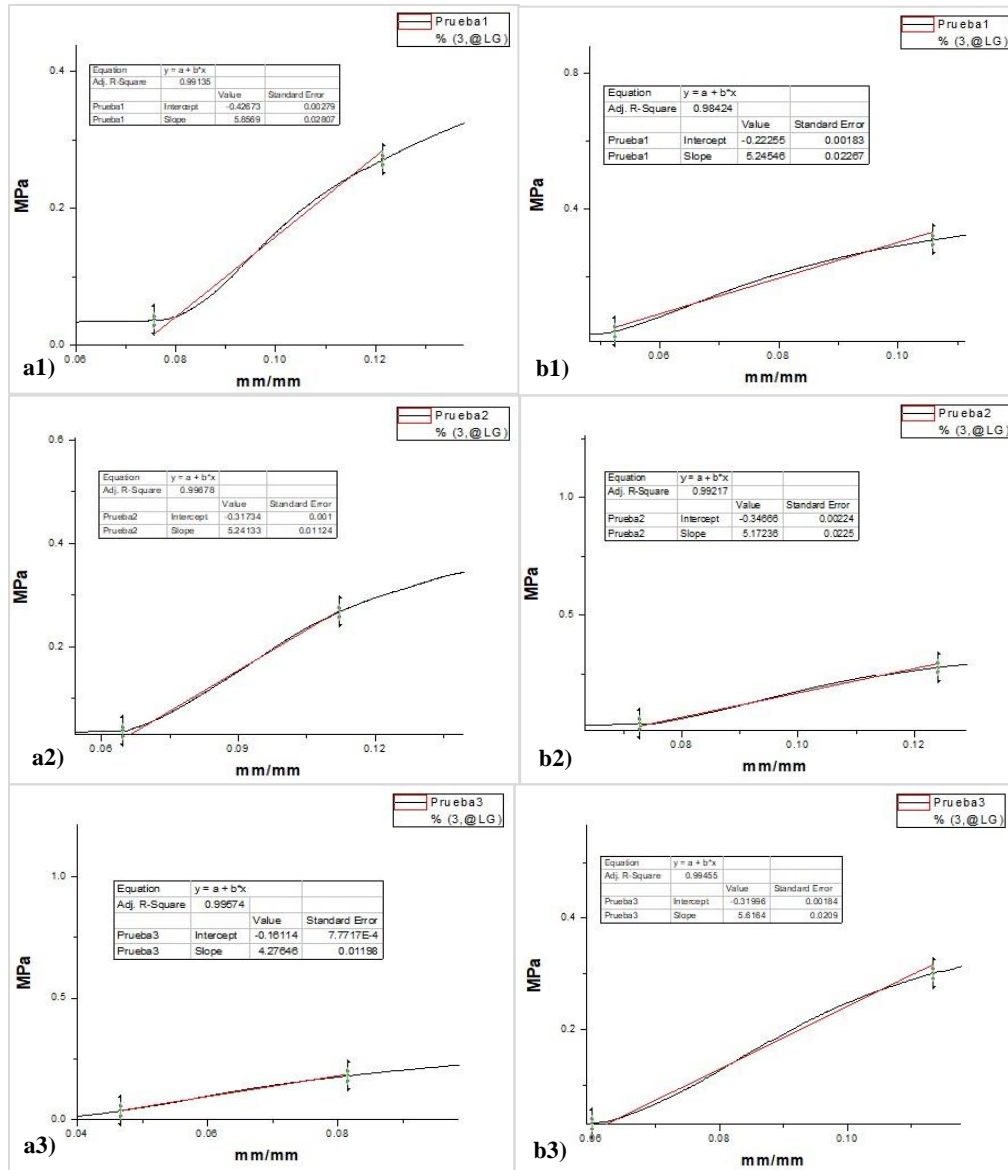 Prueba1
% (3,@LG)
0.4
Equation y = a + b*x
Adj. R-Square 0.99135
Value Standard Error
Prueba1 Intercept -0.42673 0.00279
Prueba1 Slope 5.8569 0.02807
MPa
0.2
0.0
0.06 0.08 0.10 0.12
a1)
mm/mm
Prueba1
% (3,@LG)
0.8
Equation y = a + b*x
Adj. R-Square 0.98424
Value Standard Error
Prueba1 Intercept -0.22255 0.00183
Prueba1 Slope 5.24546 0.02267
MPa
0.4
0.06 0.08 0.10
b1)
mm/mm
Prueba2
% (3,@LG)
0.6
Equation y = a + b*x
Adj. R-Square 0.99678
Value Standard Error
Prueba2 Intercept -0.31734 0.001
Prueba2 Slope 5.24133 0.01124
0.4
MPa
0.2
0.06 0.09 0.12
a2)
mm/mm
Prueba2
% (3,@LG)
Equation y = a + b*x
Adj. R-Square 0.99217
1.0
Value Standard Error
Prueba2 Intercept -0.34666 0.00224
Prueba2 Slope 5.17236 0.0225
MPa
0.5
0.08 0.10 0.12
b2)
mm/mm
Prueba3
% (3,@LG)
1.0
Equation y = a + b*x
Adj. R-Square 0.99574
Value Standard Error
Prueba3 Intercept -0.16114 7.7717E-4
Prueba3 Slope 4.27646 0.01198
MPa
0.5
0.0
0.04 0.06 0.08
a3)
mm/mm
Prueba3
% (3,@LG)
Equation y = a + b*x
Adj. R-Square 0.99455
Value Standard Error
Prueba3 Intercept -0.31996 0.00184
Prueba3 Slope 5.6164 0.0209
0.4
MPa
0.2
0.06 0.08 0.10
b3)
mm/mm